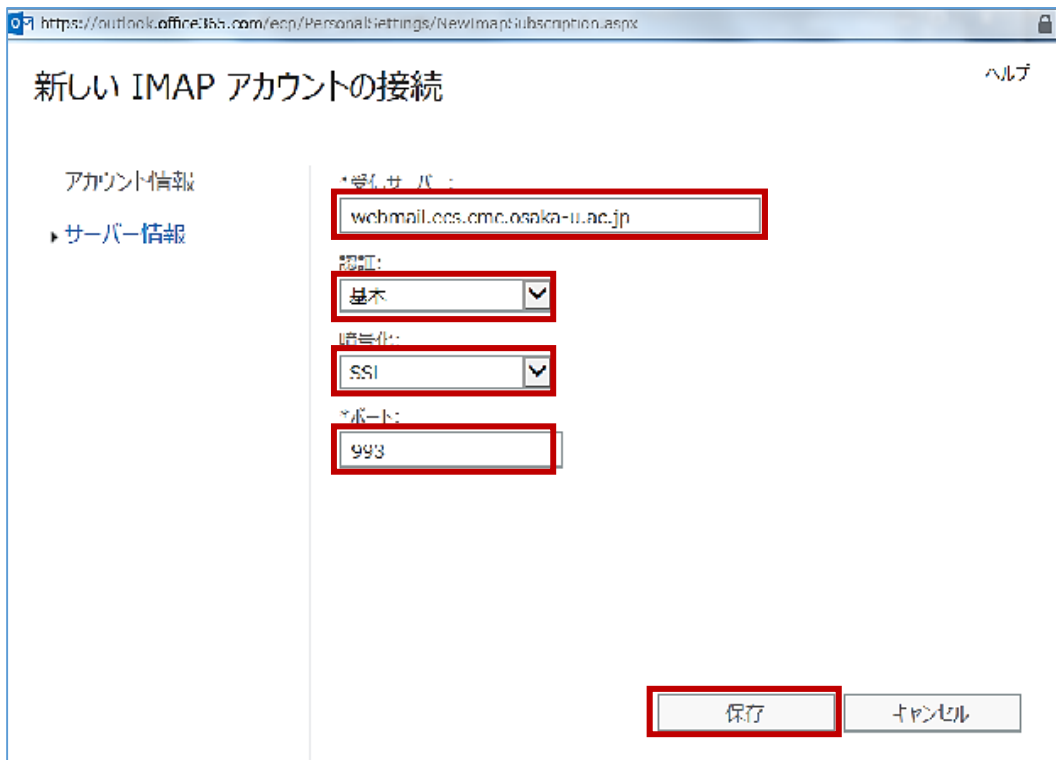 https://outlook.office365.com/ecp/PersonalSettings/NewImapSubscription.aspx
新しい IMAP アカウントの接続
ヘルプ
アカウント情報
サーバー情報
*受信サーバー:
webmail.ecs.cmc.osaka-u.ac.jp
認証:
基本
暗号化:
SSL
*ポート:
993
保存
キャンセル